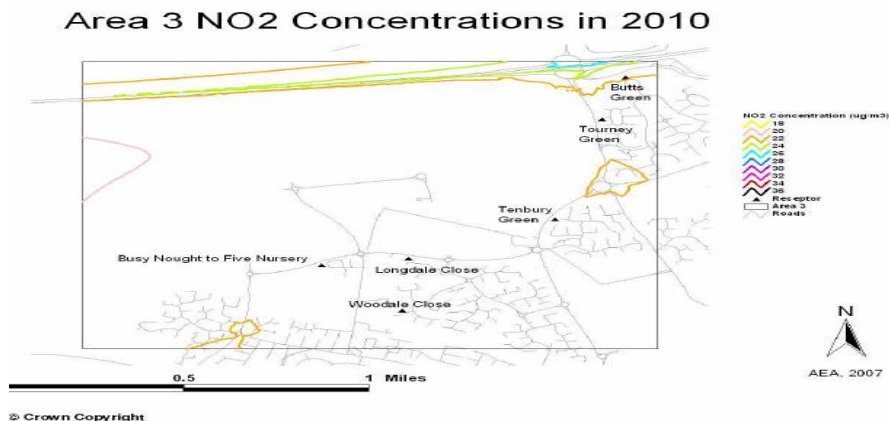 Area 3 NO2 Concentrations in 2010
Butts
Green
Tourney
Green
Tenbury
Green
Busy Nought to Five Nursery
Longdale Close
Woodale Close
NO2 Concentration (ug/m3)
18
20
22
24
26
28
30
32
34
36
Receptor
Area 3
Roads
N
AEA, 2007
0.5
1 Miles
© Crown Copyright